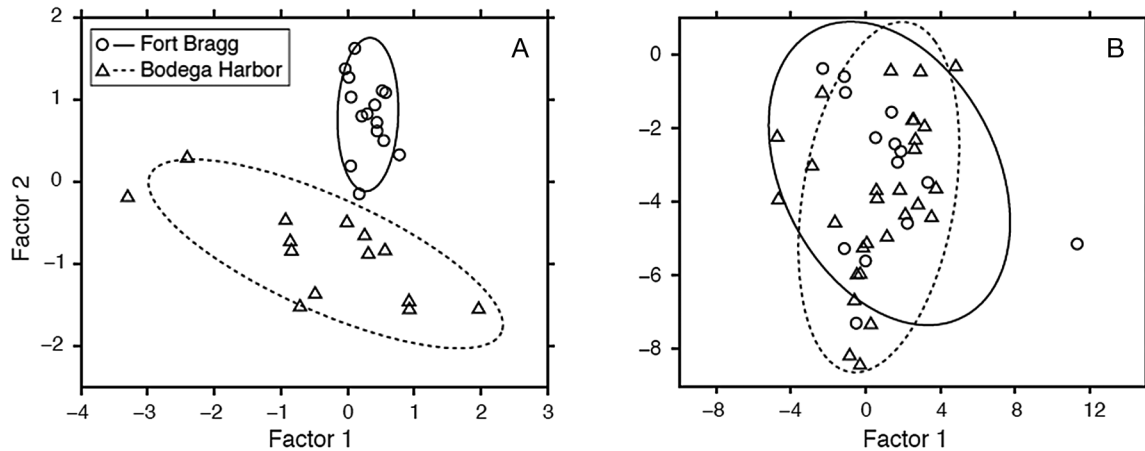 2
A
B
Fort Bragg
Bodega Harbor
0
1
−2
0
Factor 2
−4
−1
−6
−2
−8
−4 −3 −2 −1 0 1 2 3
−8 −4 0 4 8 12
Factor 1
Factor 1